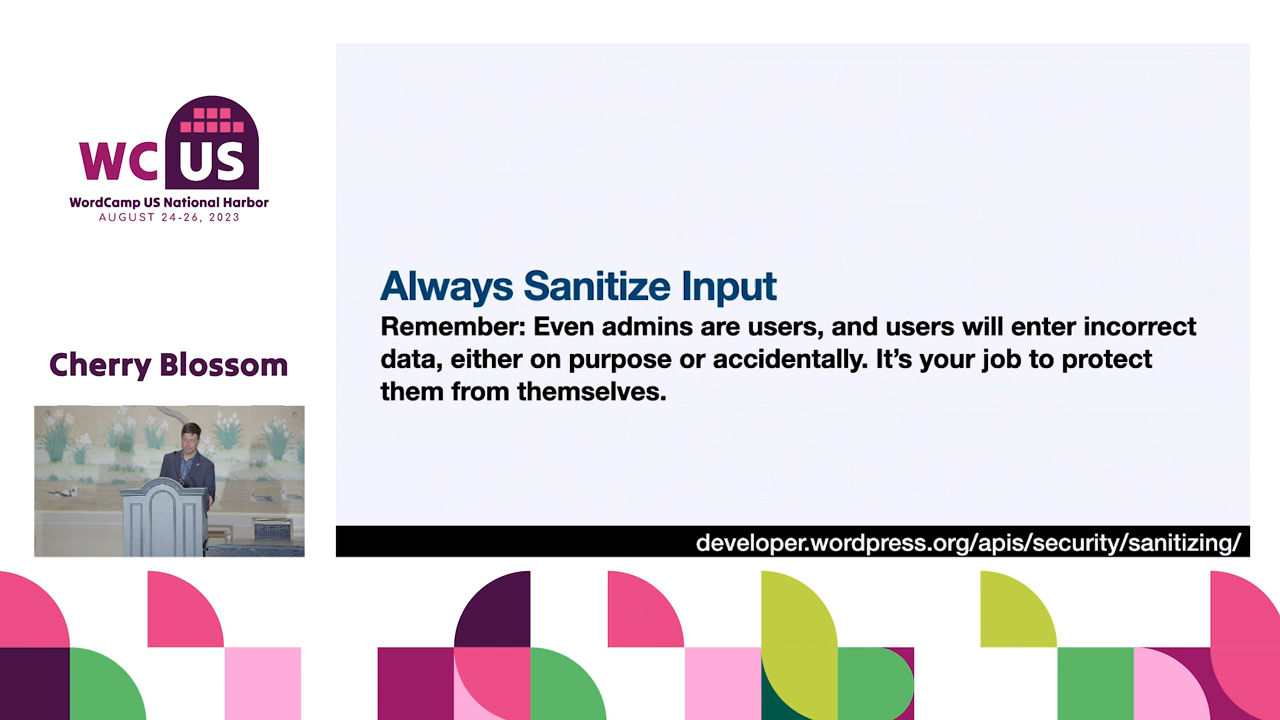 WC US
WordCamp US National Harbor
AUGUST 24-26, 2023
Cherry Blossom
Always Sanitize Input
Remember: Even admins are users, and users will enter incorrect
data, either on purpose or accidentally. It’s your job to protect
them from themselves.
developer.wordpress.org/apis/security/sanitizing/